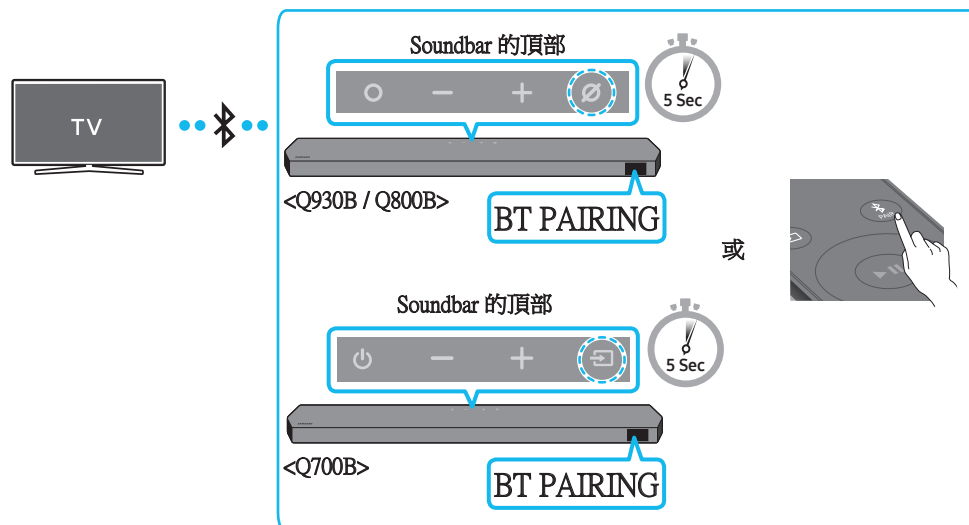 Soundbar 的頂部
5 Sec
TV
<Q930B / Q800B>
BT PAIRING
或
PAIR
Soundbar 的頂部
5 Sec
<Q700B>
BT PAIRING